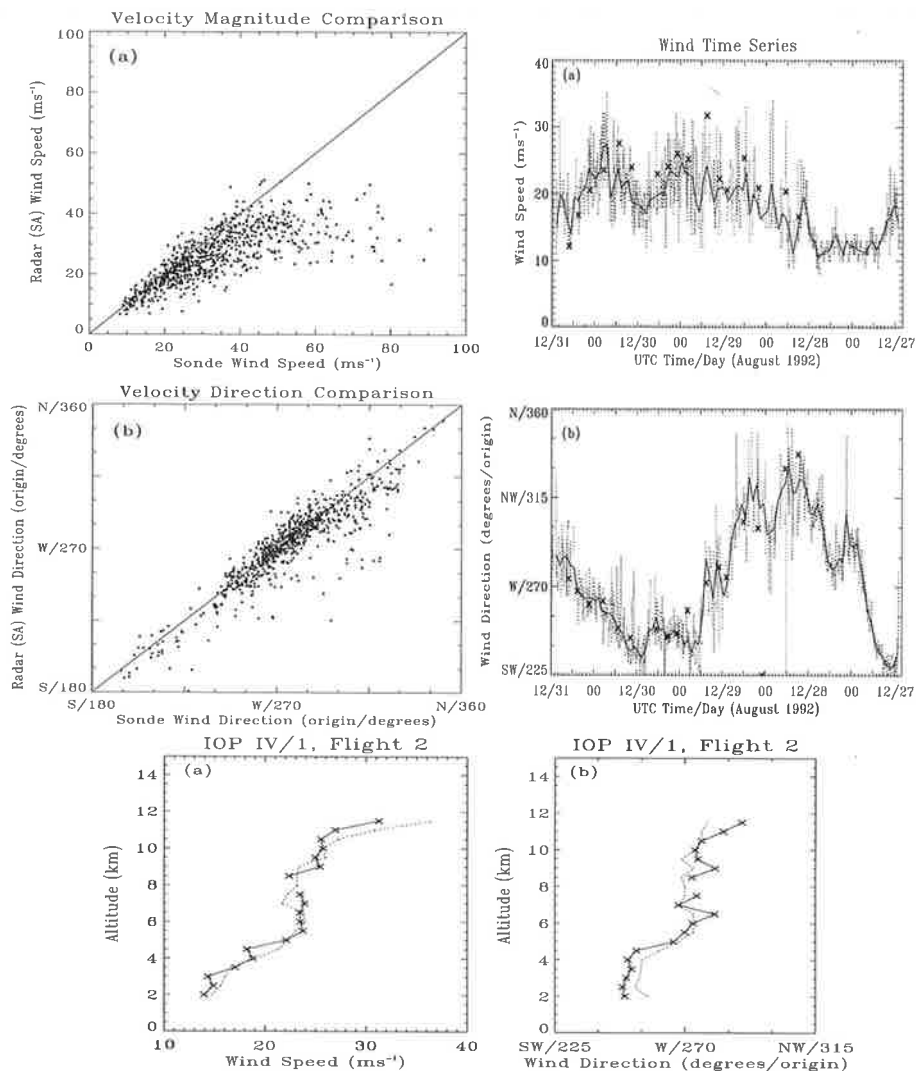 Velocity Magnitude Comparison
(a)
100
80
60
40
20
0
Radar (SA) Wind Speed (ms⁻¹)
0 20 40 60 80 100
Sonde Wind Speed (ms⁻¹)
Wind Time Series
(a)
40
30
20
10
0
Wind Speed (ms⁻¹)
12/31 00 12/30 00 12/29 00 12/28 00 12/27
UTC Time/Day (August 1992)
Velocity Direction Comparison
(b)
N/360
W/270
S/180
Radar (SA) Wind Direction (origin/degrees)
S/180 W/270 N/360
Sonde Wind Direction (origin/degrees)
(b)
N/360
NW/315
W/270
SW/225
Wind Direction (degrees/origin)
12/31 00 12/30 00 12/29 00 12/28 00 12/27
UTC Time/Day (August 1992)
IOP IV/1, Flight 2
(a)
14
12
10
8
6
4
2
0
Altitude (km)
10 20 30 40
Wind Speed (ms⁻¹)
IOP IV/1, Flight 2
(b)
14
12
10
8
6
4
2
0
Altitude (km)
SW/225 W/270 NW/315
Wind Direction (degrees/origin)